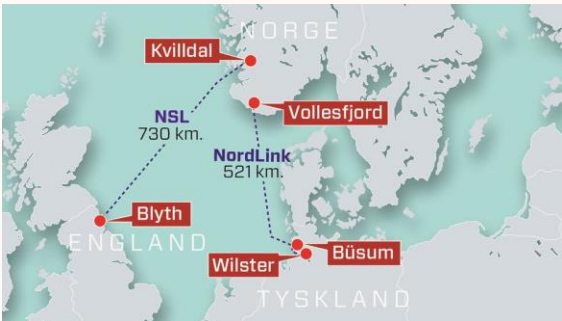 NORGE
Kvilldal
Vollesfjord
NSL
730 km.
NordLink
521 km.
Blyth
ENGLAND
Büsum
Wilster
TYSKLAND